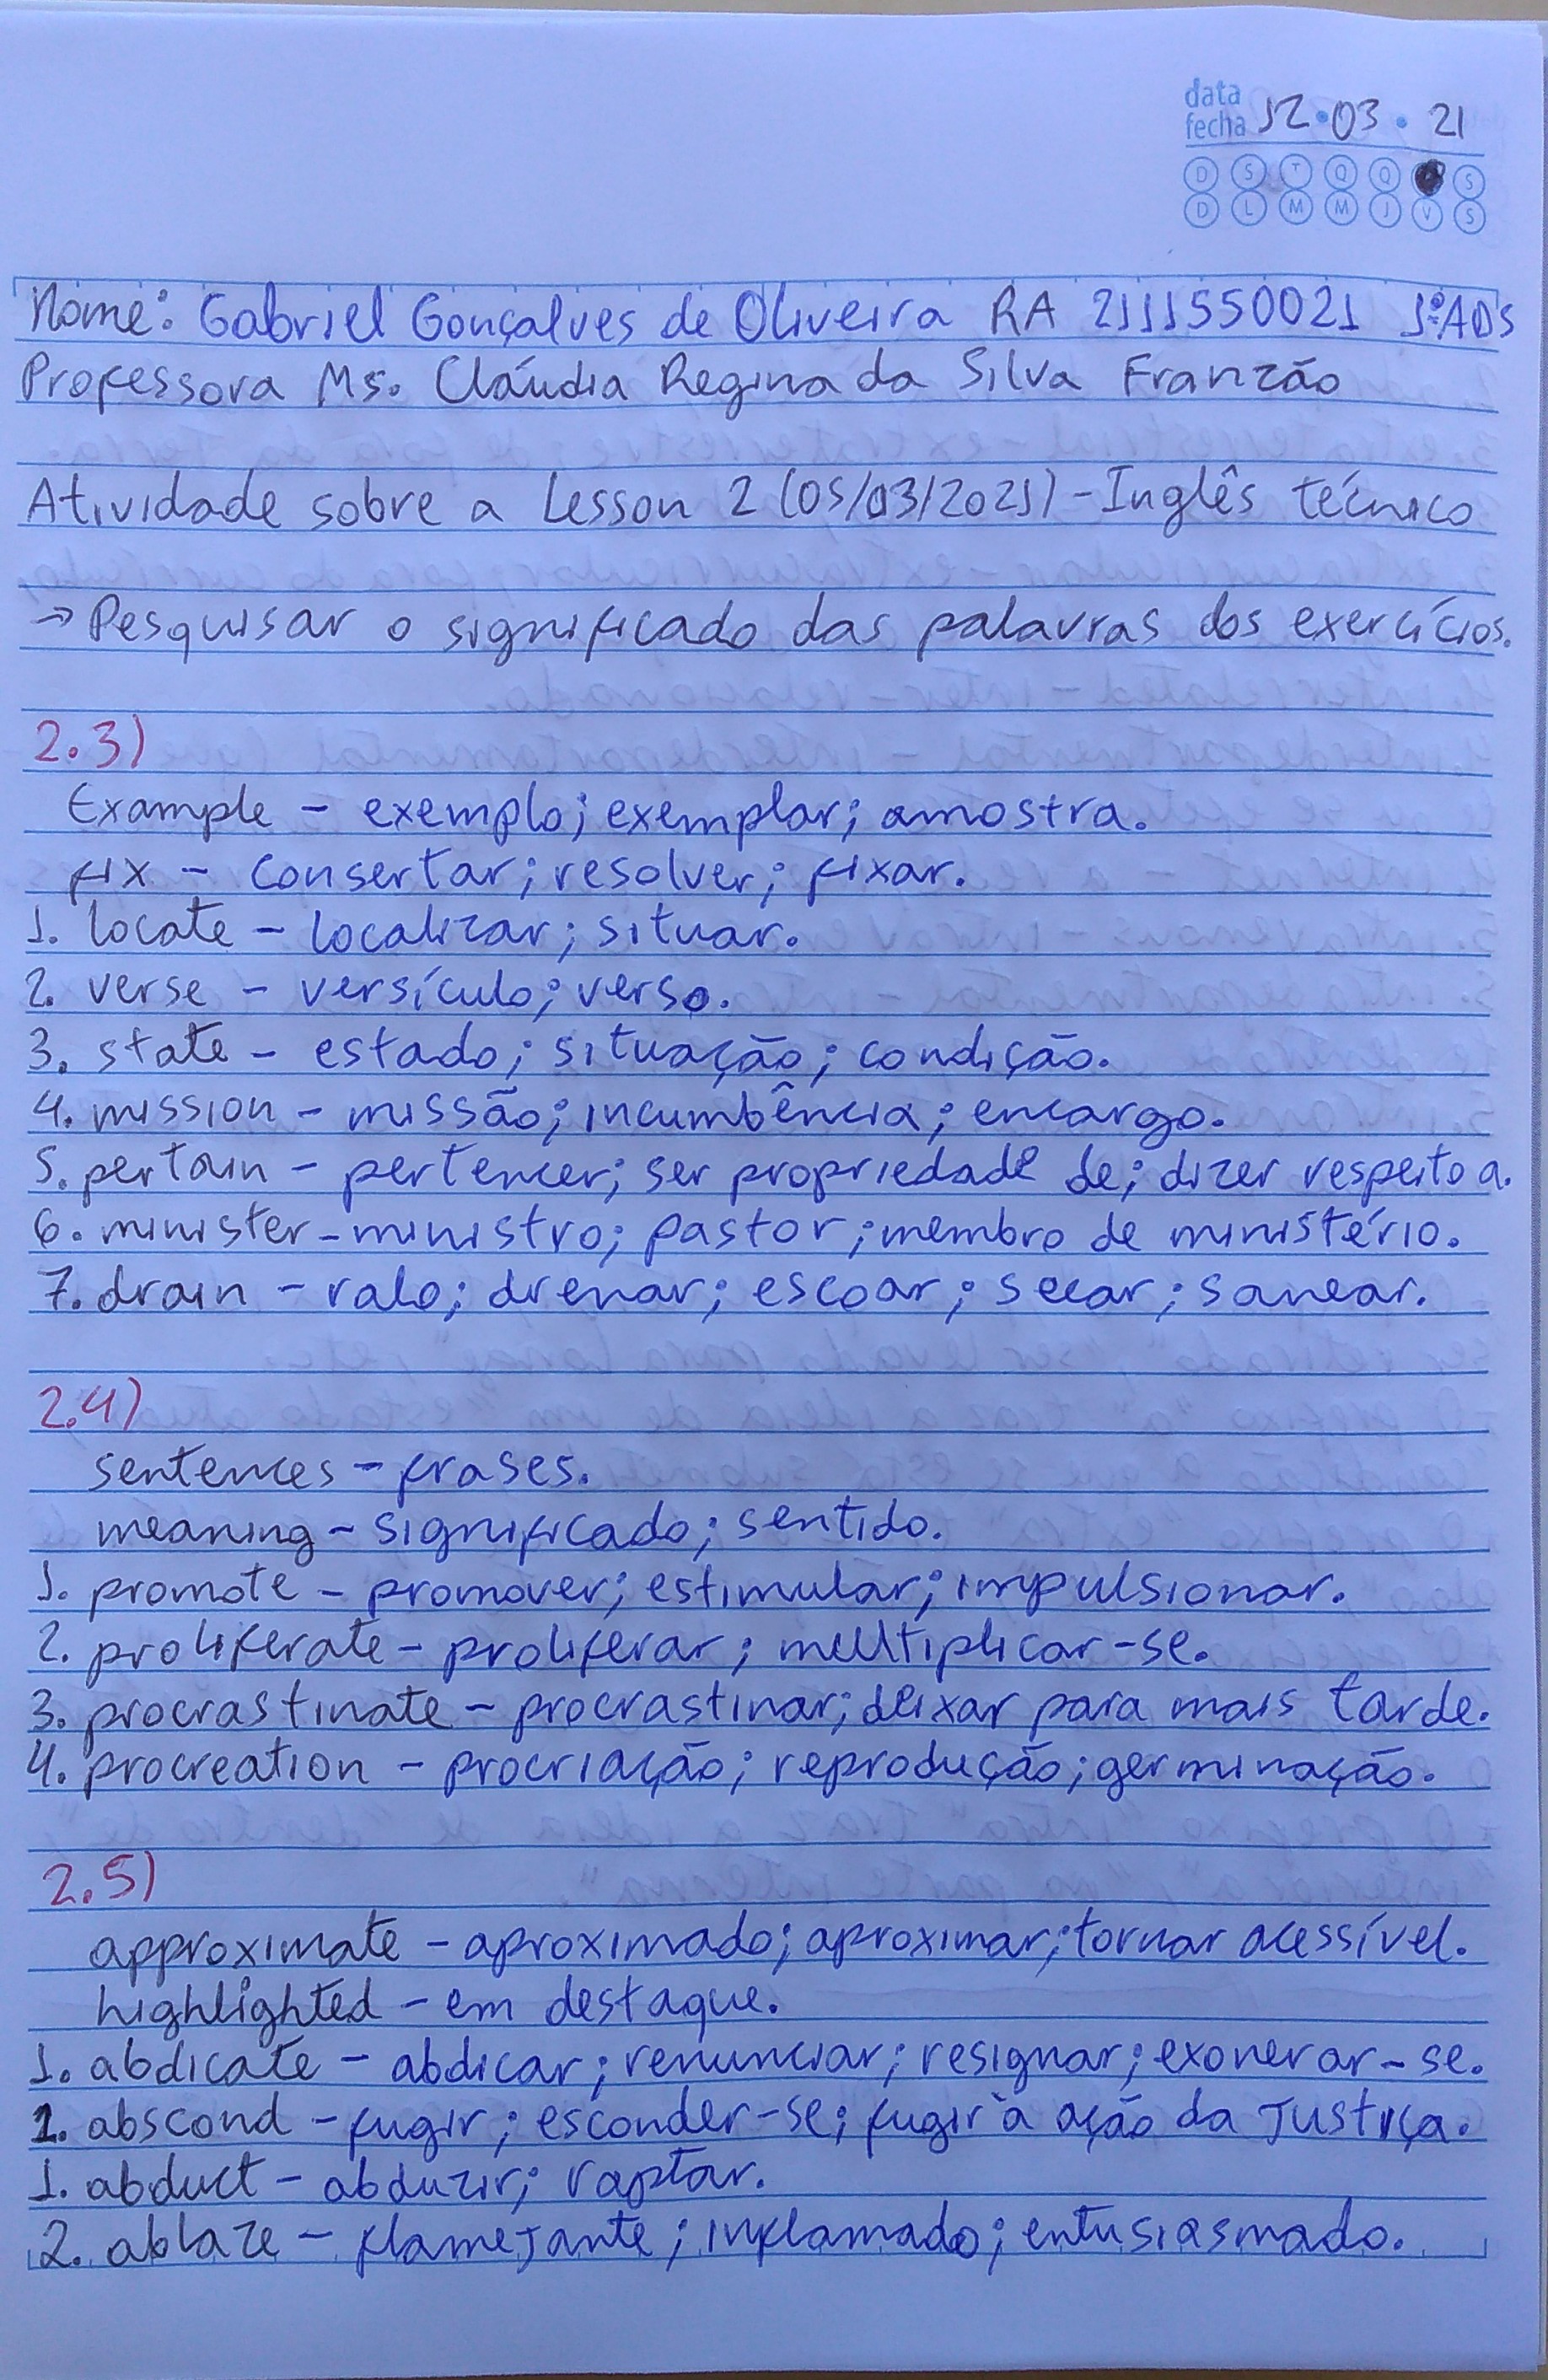 data
fecha 12.03.21
D S T Q Q S
D L M M J V S
Nome: Gabriel Gonçalves de Oliveira RA 2111550021 1ºADS
Professora Ms. Cláudia Regina da Silva Franzão
Atividade sobre a Lesson 2 (05/03/2021) - Inglês técnico
→ Pesquisar o significado das palavras dos exercícios.
2.3)
Example - exemplo; exemplar; amostra.
fix - consertar; resolver; fixar.
1. locate - localizar; situar.
2. verse - versículo; verso.
3. state - estado; situação; condição.
4. mission - missão; incumbência; encargo.
5. pertain - pertencer; ser propriedade de; dizer respeito a.
6. minister - ministro; pastor; membro de ministério.
7. drain - ralo; drenar; escoar; secar; sanear.
2.4)
sentences - frases.
meaning - significado; sentido.
1. promote - promover; estimular; impulsionar.
2. proliferate - proliferar; multiplicar-se.
3. procrastinate - procrastinar; deixar para mais tarde.
4. procreation - procriação; reprodução; germinação.
2.5)
approximate - aproximado; aproximar; tornar acessível.
highlighted - em destaque.
1. abdicate - abdicar; renunciar; resignar; exonerar-se.
1. abscond - fugir; esconder-se; fugir à ação da Justiça.
1. abduct - abduzir; raptar.
2. ablaze - flamejante; inflamado; entusiasmado.